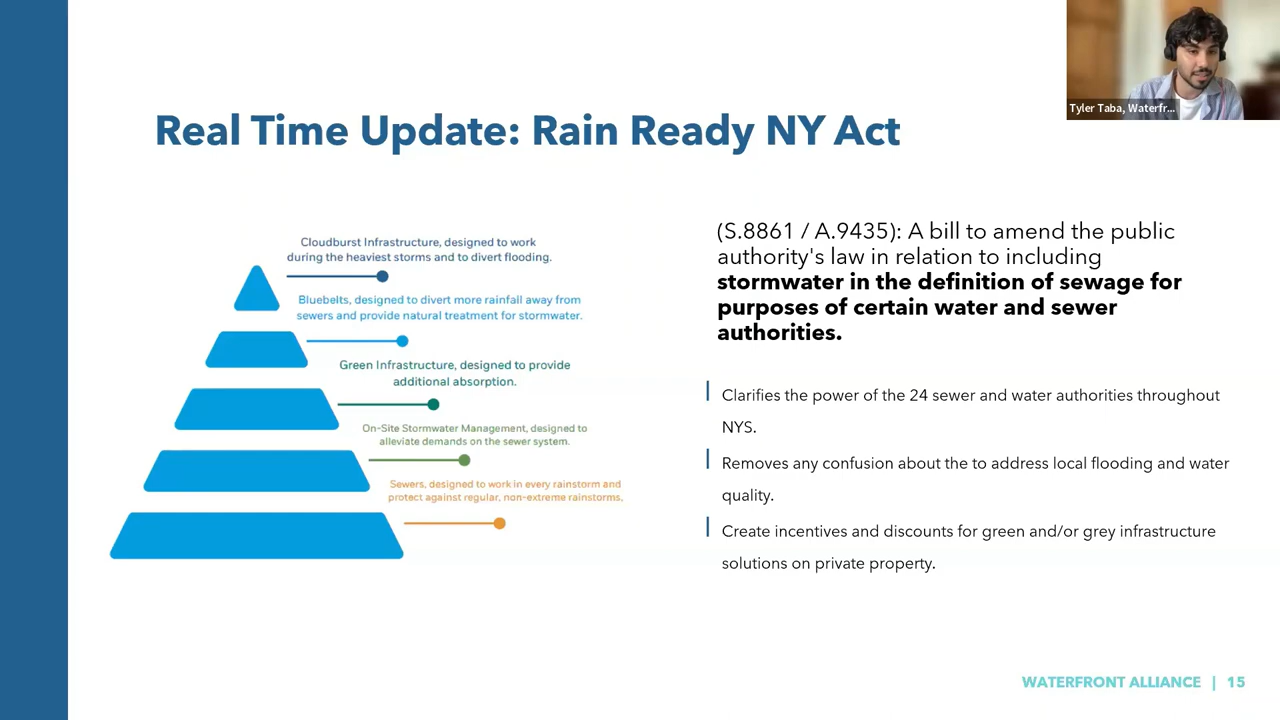 Tyler Taba, Waterfr...
Real Time Update: Rain Ready NY Act
Cloudburst Infrastructure, designed to work
during the heaviest storms and to divert flooding.
Bluebelts, designed to divert more rainfall away from
sewers and provide natural treatment for stormwater.
Green Infrastructure, designed to provide
additional absorption.
On-Site Stormwater Management, designed to
alleviate demands on the sewer system.
Sewers, designed to work in every rainstorm and
protect against regular, non-extreme rainstorms.
(S.8861 / A.9435): A bill to amend the public
authority's law in relation to including
stormwater in the definition of sewage for
purposes of certain water and sewer
authorities.
Clarifies the power of the 24 sewer and water authorities throughout
NYS.
Removes any confusion about the to address local flooding and water
quality.
Create incentives and discounts for green and/or grey infrastructure
solutions on private property.
WATERFRONT ALLIANCE | 15